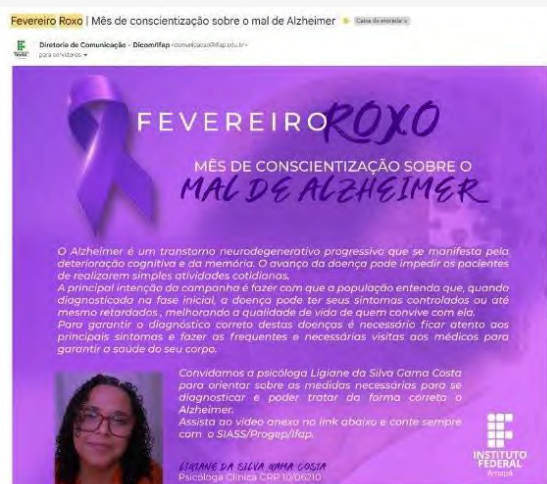 Fevereiro Roxo | Mês de conscientização sobre o mal de Alzheimer
Caixa de entrada x
Diretoria de Comunicação - Dicom/Ifap <comunicacao@ifap.edu.br>
para servidores
FEVEREIRO ROXO
MÊS DE CONSCIENTIZAÇÃO SOBRE O
MAL DE ALZHEIMER
O Alzheimer é um transtorno neurodegenerativo progressivo que se manifesta pela
deterioração cognitiva e da memória. O avanço da doença pode impedir os pacientes
de realizarem simples atividades cotidianas.
A principal intenção da campanha é fazer com que a população entenda que, quando
diagnosticada na fase inicial, a doença pode ter seus sintomas controlados ou até
mesmo retardados , melhorando a qualidade de vida de quem convive com ela.
Para garantir o diagnóstico correto destas doenças é necessário ficar atento aos
principais sintomas e fazer as frequentes e necessárias visitas aos médicos para
garantir a saúde do seu corpo.
Convidamos a psicóloga Ligiane da Silva Gama Costa
para orientar sobre as medidas necessárias para se
diagnosticar e poder tratar da forma correta o
Alzheimer.
Assista ao vídeo anexo no link abaixo e conte sempre
com o SIASS/Progep/Ifap.
LIGIANE DA SILVA GAMA COSTA
Psicóloga Clínica CRP 10/06210
INSTITUTO
FEDERAL
Amapá